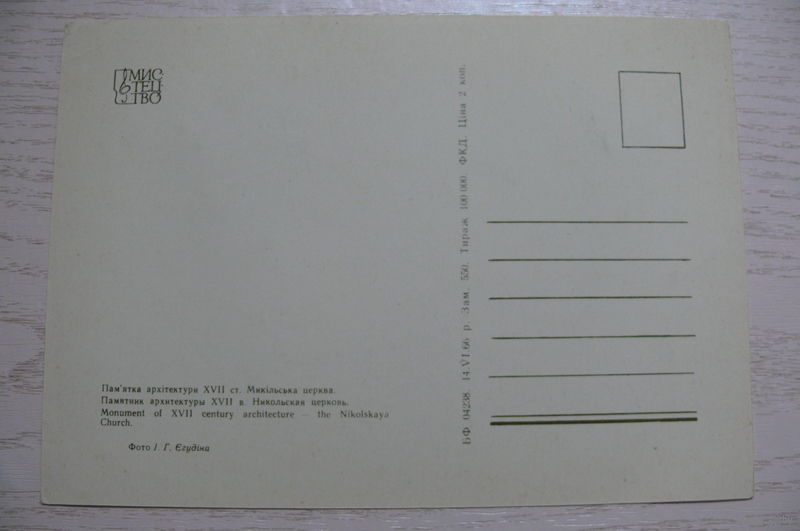 МИС-
ТЕЦ-
ТВО
Пам'ятка архітектури XVII ст. Микільська церква.
Памятник архитектуры XVII в. Никольская церковь.
Monument of XVII century architecture — the Nikolskaya
Church.
Фото І. Г. Єгудіна
БФ 04238. 14.VI.66 р. Зам. 550. Тираж 100 000. ФКД. Ціна 2 коп.